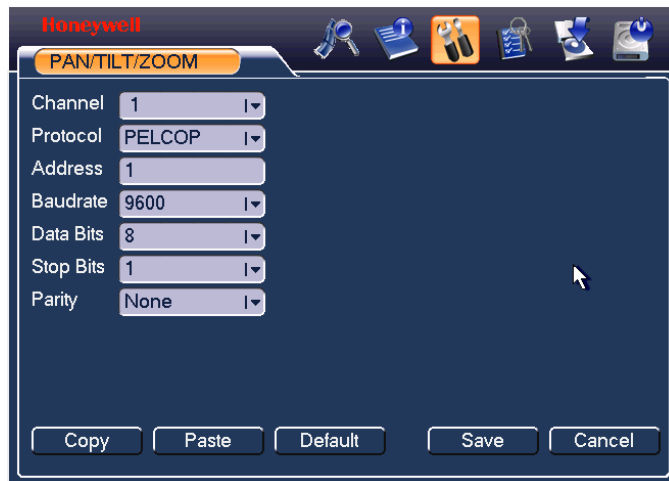 Honeywell
PAN/TILT/ZOOM
Channel 1
Protocol PELCOP
Address 1
Baudrate 9600
Data Bits 8
Stop Bits 1
Parity None
Copy Paste Default Save Cancel